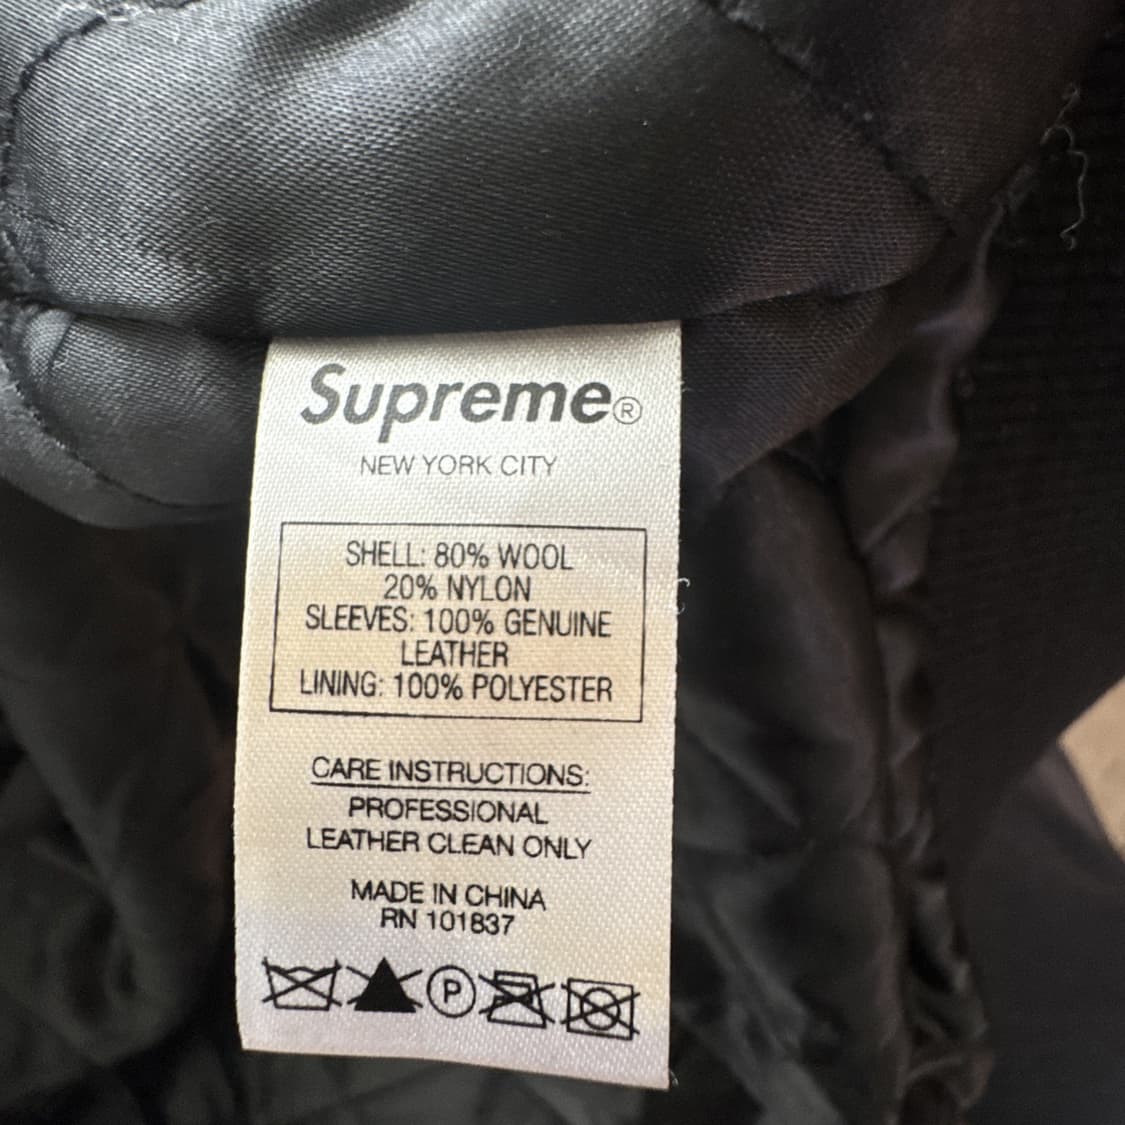 Supreme®
NEW YORK CITY
SHELL: 80% WOOL
20% NYLON
SLEEVES: 100% GENUINE
LEATHER
LINING: 100% POLYESTER
CARE INSTRUCTIONS:
PROFESSIONAL
LEATHER CLEAN ONLY
MADE IN CHINA
RN 101837
P